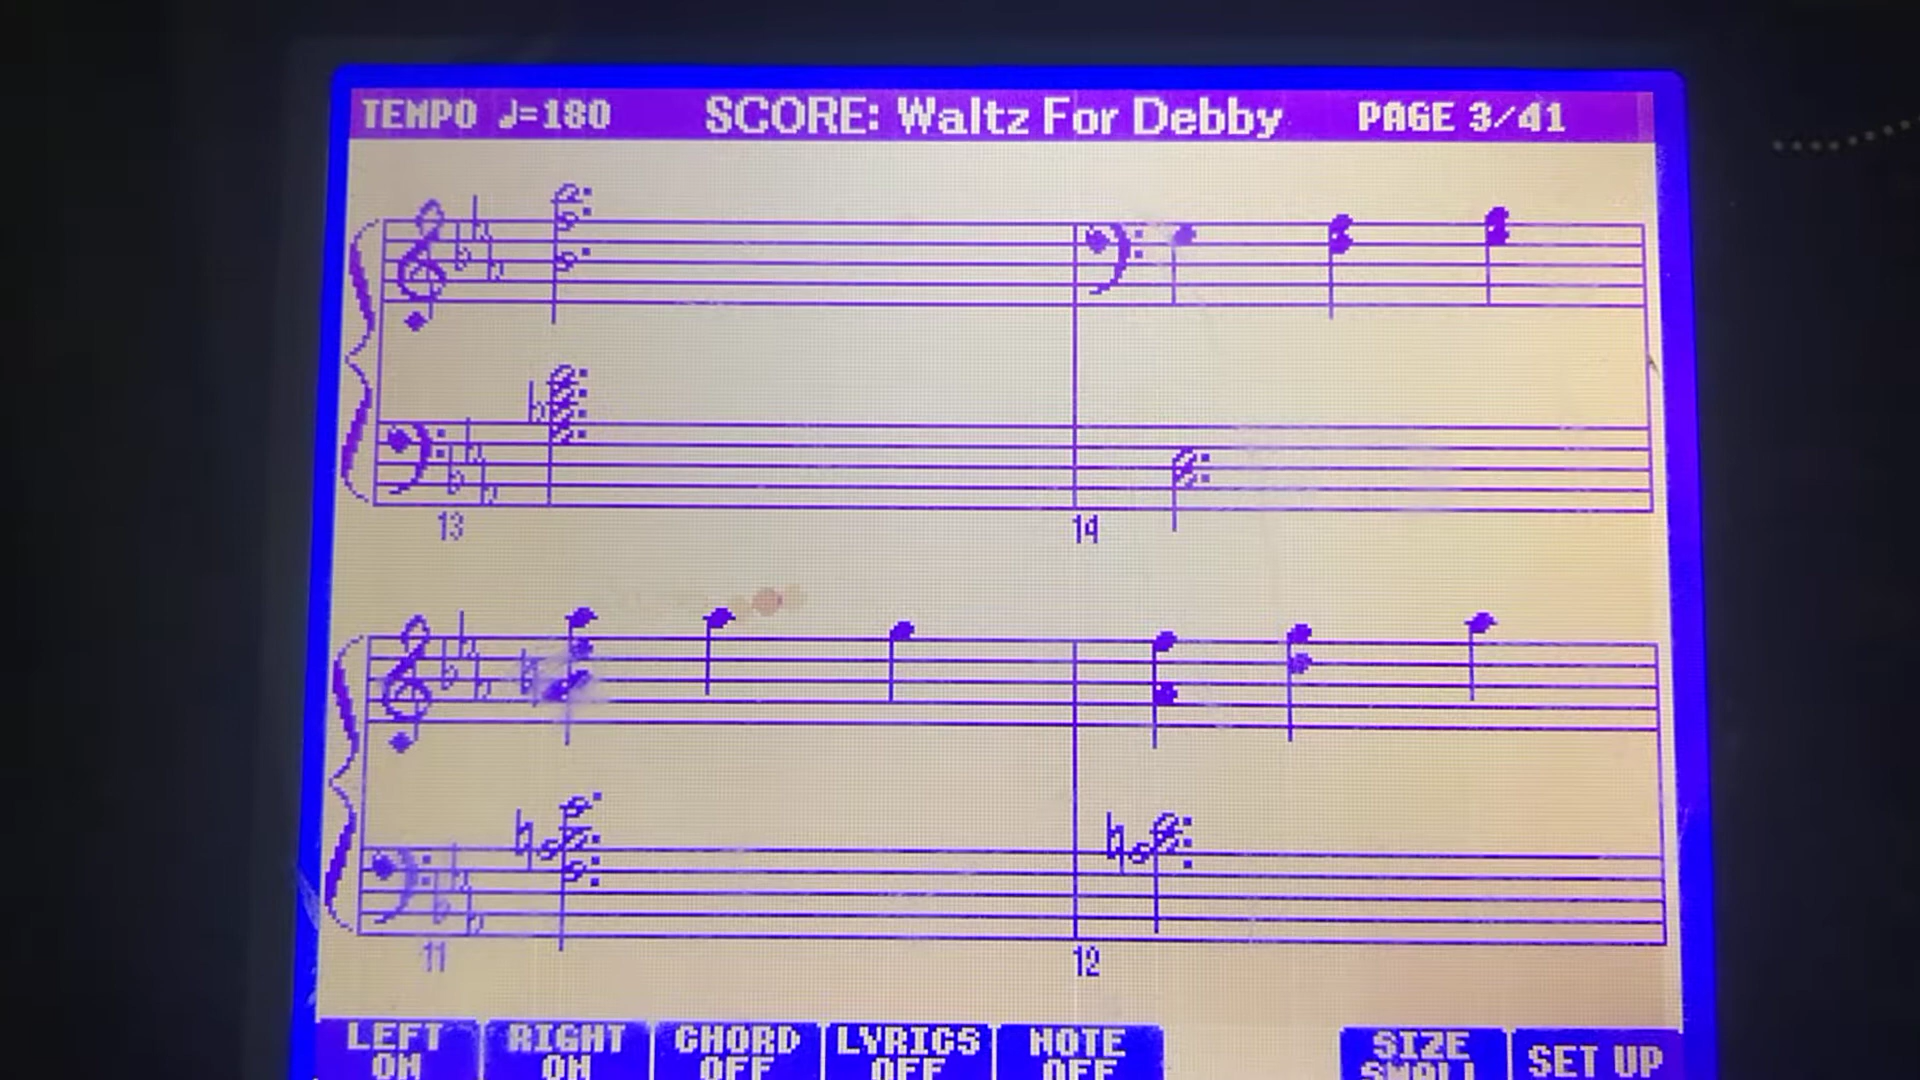 TEMPO ♩=180 SCORE: Waltz For Debby PAGE 3/41
13 14
11 12
LEFT ON
RIGHT ON
CHORD OFF
LYRICS OFF
NOTE OFF
SIZE SMALL
SET UP